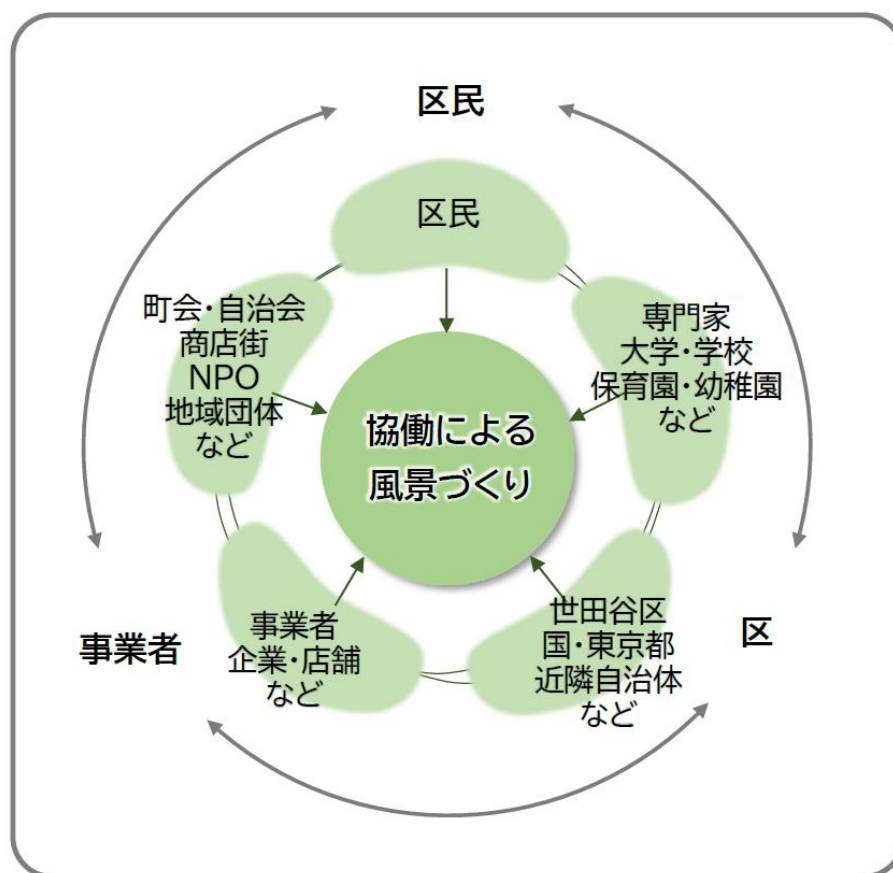 区民
区民
町会・自治会
商店街
NPO
地域団体
など
専門家
大学・学校
保育園・幼稚園
など
協働による
風景づくり
事業者
事業者
企業・店舗
など
世田谷区
国・東京都
近隣自治体
など
区